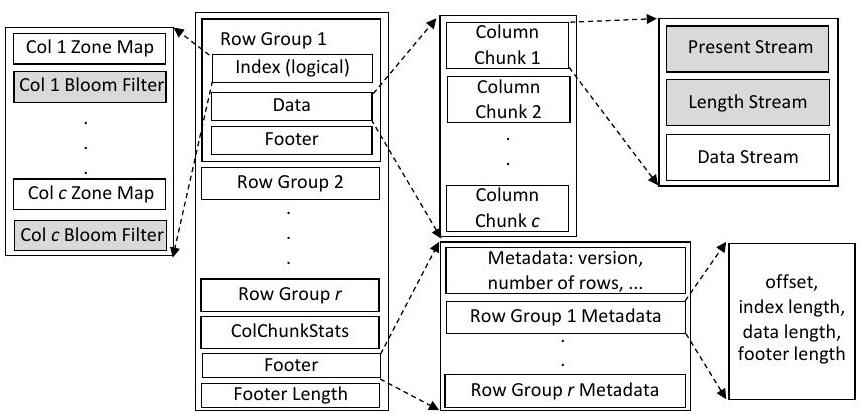 Col 1 Zone Map
Col 1 Bloom Filter
.
.
.
Col c Zone Map
Col c Bloom Filter
Row Group 1
Index (logical)
Data
Footer
Row Group 2
.
.
.
Row Group r
ColChunkStats
Footer
Footer Length
Column
Chunk 1
Column
Chunk 2
.
.
Column
Chunk c
Present Stream
Length Stream
Data Stream
Metadata: version,
number of rows, ...
Row Group 1 Metadata
.
.
Row Group r Metadata
offset,
index length,
data length,
footer length